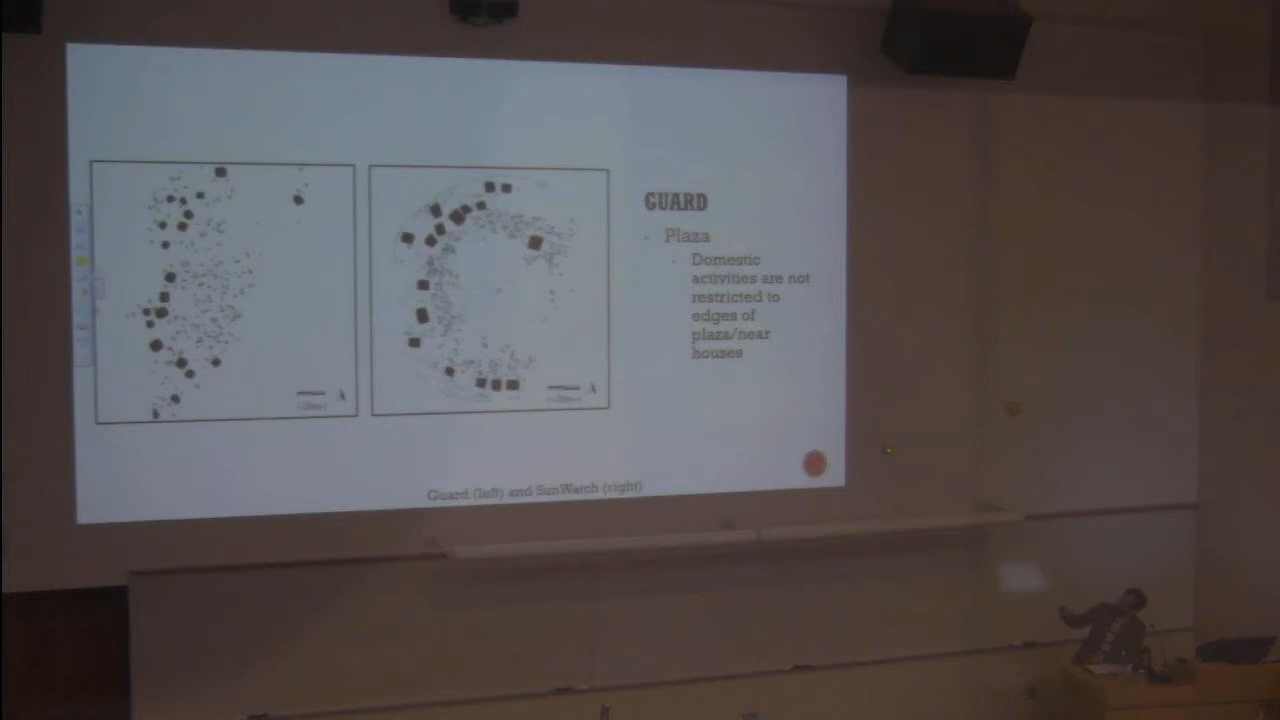 GUARD
Plaza
Domestic
activities are not
restricted to
edges of
plaza/near
houses
Guard (left) and SunWatch (right)